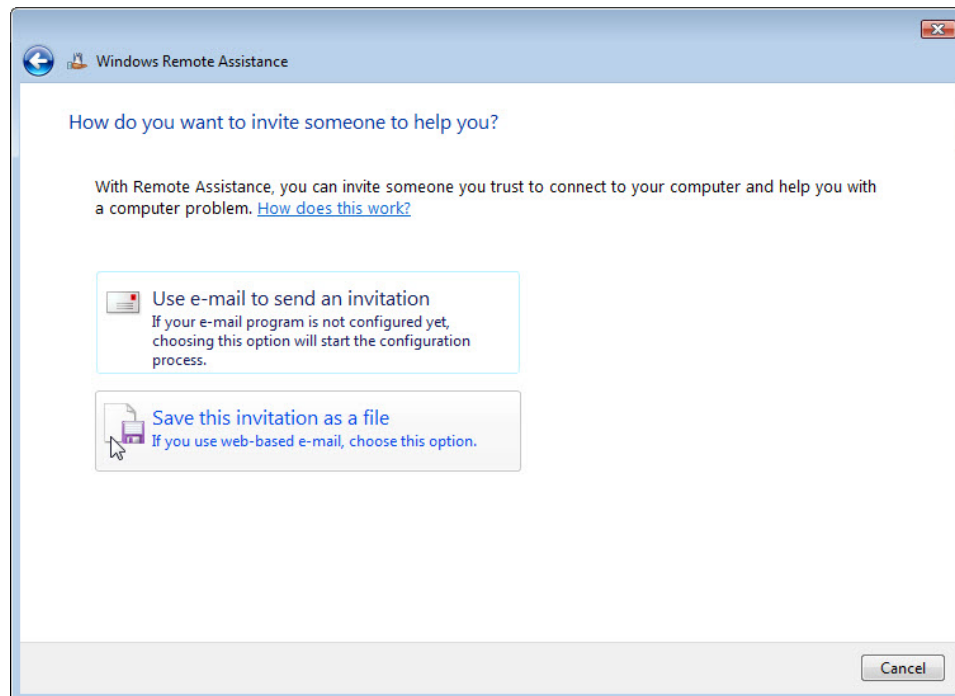 Windows Remote Assistance
How do you want to invite someone to help you?
With Remote Assistance, you can invite someone you trust to connect to your computer and help you with
a computer problem. How does this work?
Use e-mail to send an invitation
If your e-mail program is not configured yet,
choosing this option will start the configuration
process.
Save this invitation as a file
If you use web-based e-mail, choose this option.
Cancel